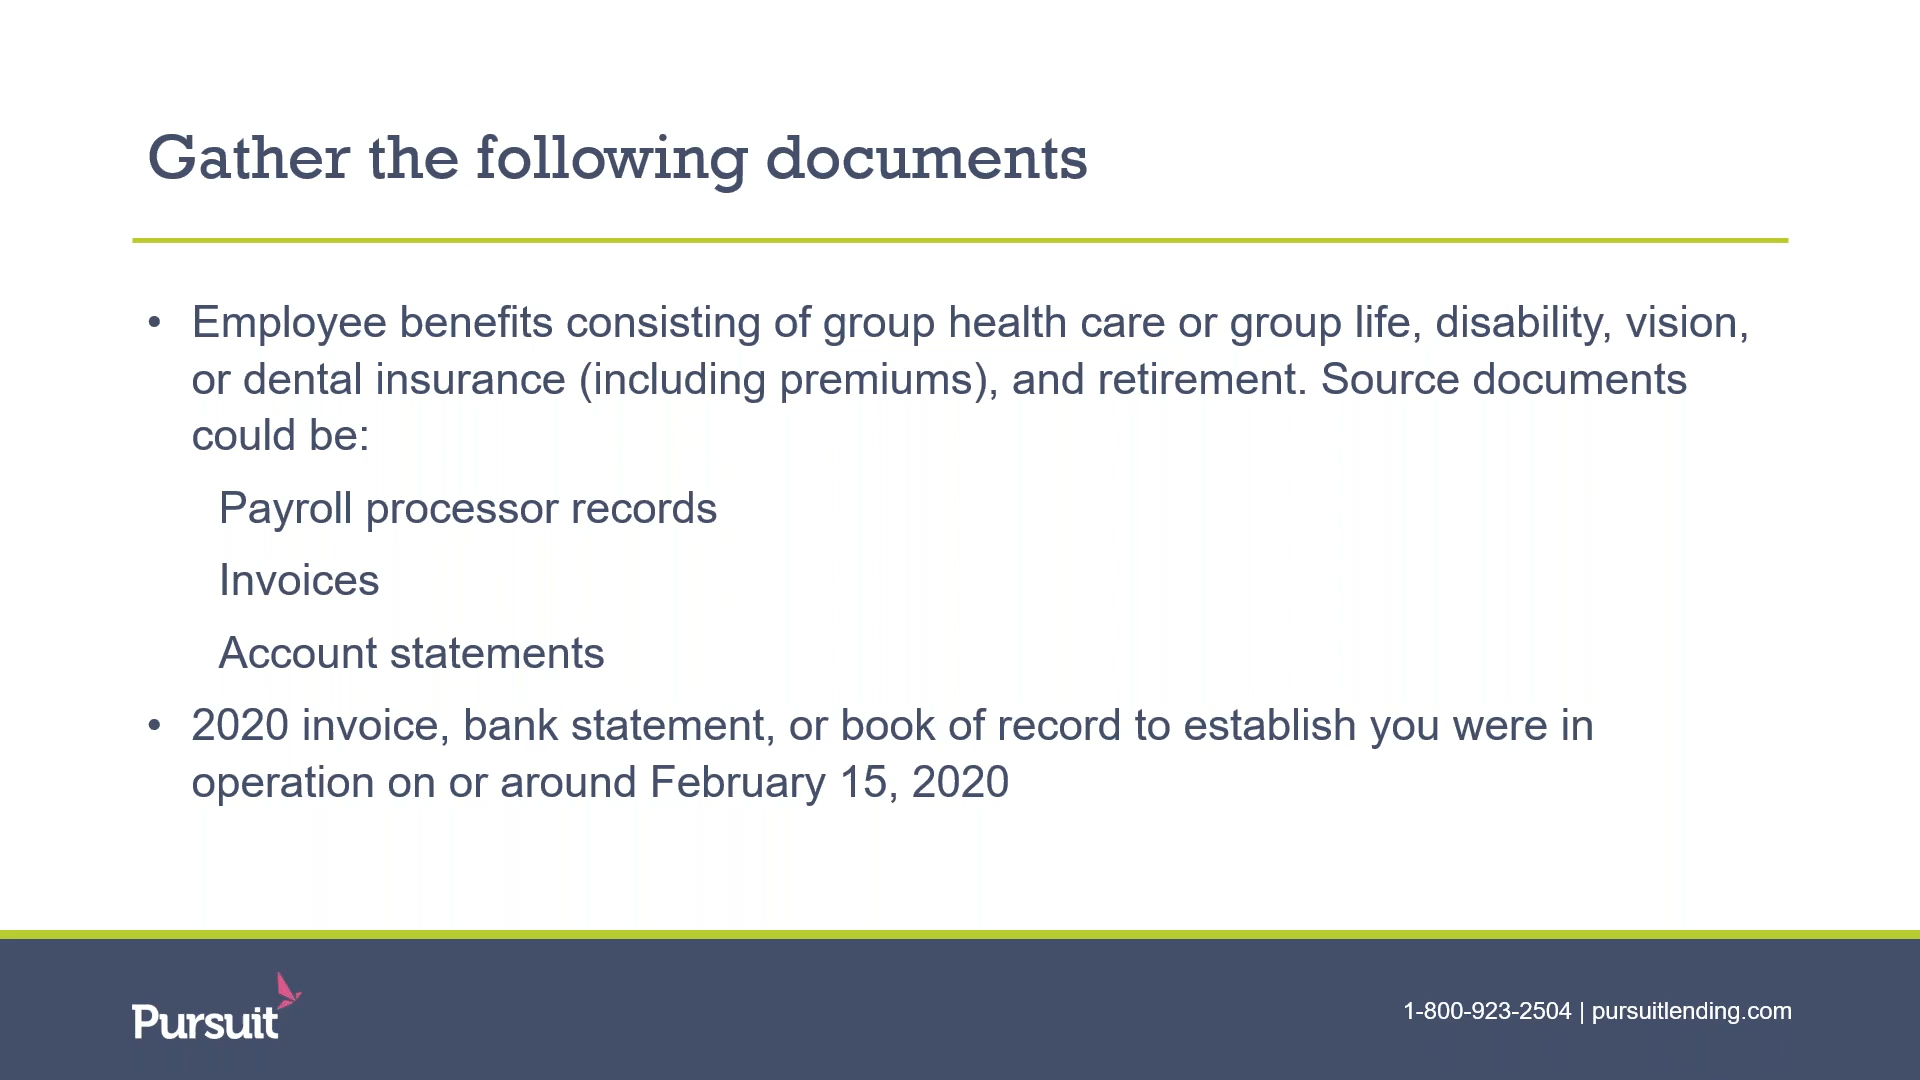 Gather the following documents
• Employee benefits consisting of group health care or group life, disability, vision,
or dental insurance (including premiums), and retirement. Source documents
could be:
Payroll processor records
Invoices
Account statements
• 2020 invoice, bank statement, or book of record to establish you were in
operation on or around February 15, 2020
Pursuit
1-800-923-2504 | pursuitlending.com